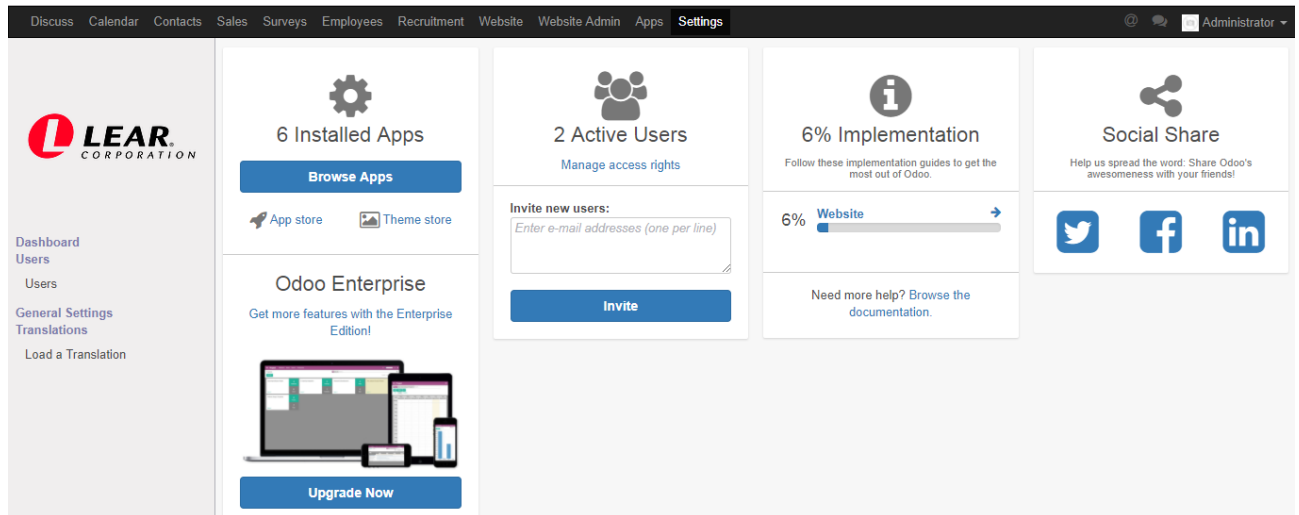 Discuss Calendar Contacts Sales Surveys Employees Recruitment Website Website Admin Apps Settings @ Administrator
LEAR.
CORPORATION
Dashboard
Users
Users
General Settings
Translations
Load a Translation
6 Installed Apps
Browse Apps
App store Theme store
Odoo Enterprise
Get more features with the Enterprise
Edition!
Upgrade Now
2 Active Users
Manage access rights
Invite new users:
Enter e-mail addresses (one per line)
Invite
6% Implementation
Follow these implementation guides to get the
most out of Odoo.
6% Website
Need more help? Browse the
documentation.
Social Share
Help us spread the word: Share Odoo's
awesomeness with your friends!
in